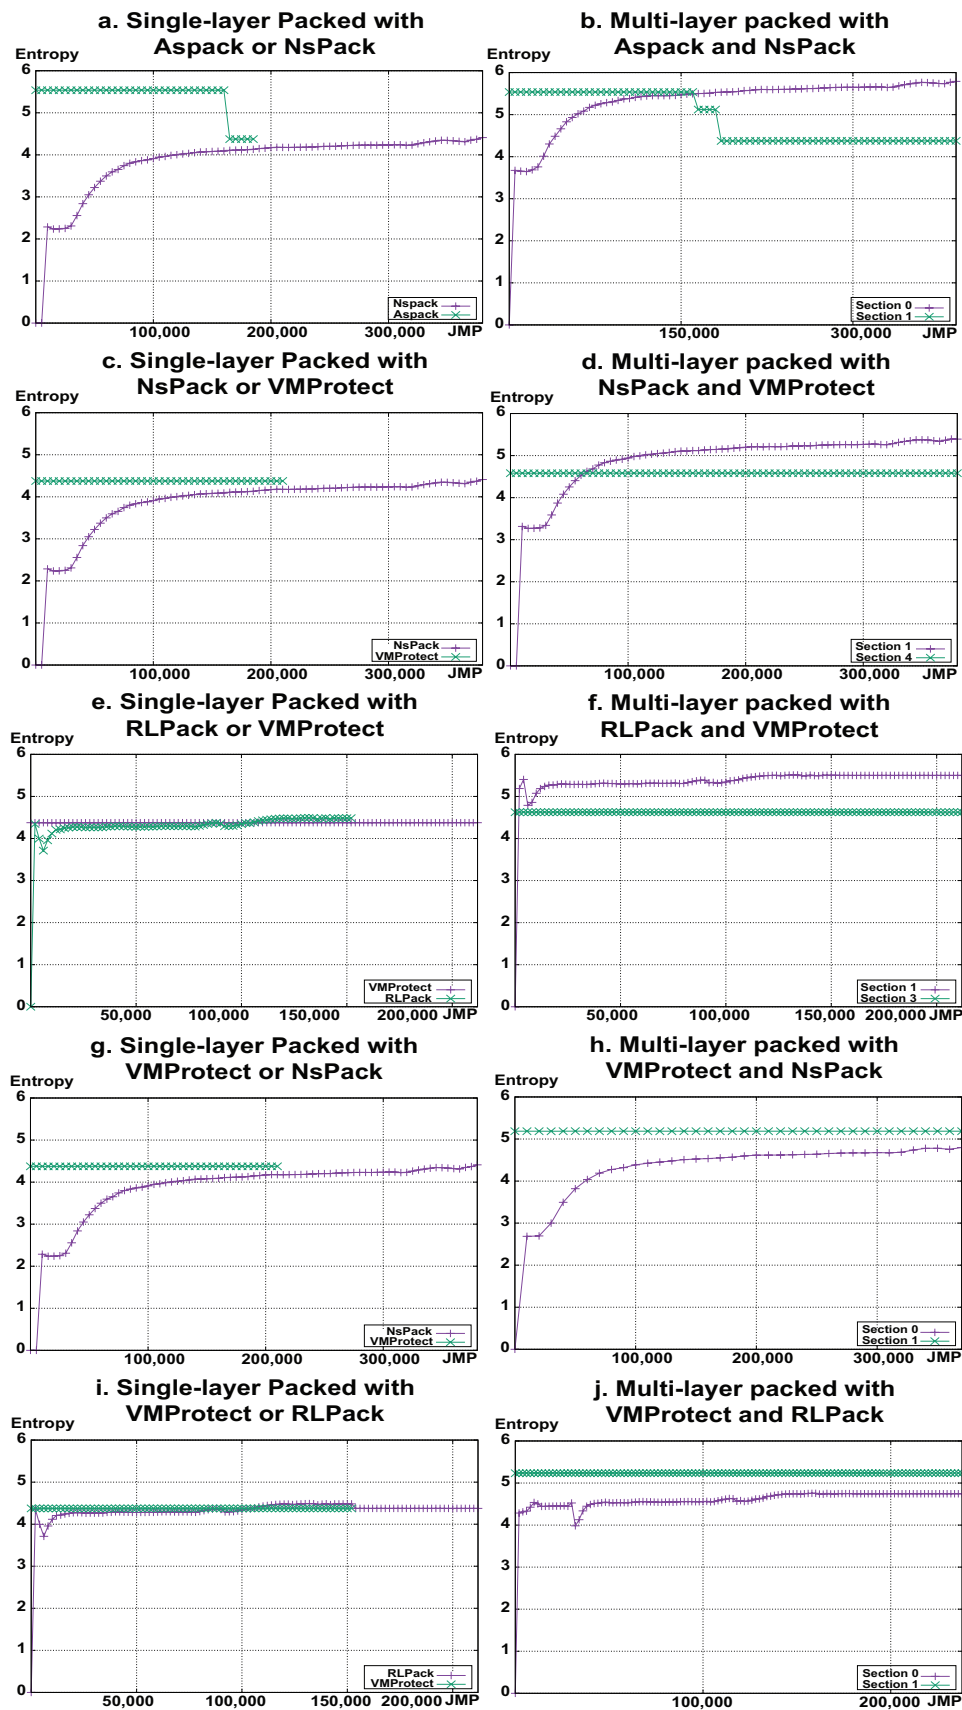 a. Single-layer Packed with
Aspack or NsPack
Entropy
6
5
4
3
2
1
0
100,000
200,000
300,000
JMP
Nspack
Aspack
b. Multi-layer packed with
Aspack and NsPack
Entropy
6
5
4
3
2
1
0
150,000
300,000
JMP
Section 0
Section 1
c. Single-layer Packed with
NsPack or VMProtect
Entropy
6
5
4
3
2
1
0
100,000
200,000
300,000
JMP
NsPack
VMProtect
d. Multi-layer packed with
NsPack and VMProtect
Entropy
6
5
4
3
2
1
0
100,000
200,000
300,000
JMP
Section 1
Section 4
e. Single-layer Packed with
RLPack or VMProtect
Entropy
6
5
4
3
2
1
0
50,000
100,000
150,000
200,000
JMP
VMProtect
RLPack
f. Multi-layer packed with
RLPack and VMProtect
Entropy
6
5
4
3
2
1
0
50,000
100,000
150,000
200,000
JMP
Section 1
Section 3
g. Single-layer Packed with
VMProtect or NsPack
Entropy
6
5
4
3
2
1
0
100,000
200,000
300,000
JMP
NsPack
VMProtect
h. Multi-layer packed with
VMProtect and NsPack
Entropy
6
5
4
3
2
1
0
100,000
200,000
300,000
JMP
Section 0
Section 1
i. Single-layer Packed with
VMProtect or RLPack
Entropy
6
5
4
3
2
1
0
50,000
100,000
150,000
200,000
JMP
RLPack
VMProtect
j. Multi-layer packed with
VMProtect and RLPack
Entropy
6
5
4
3
2
1
0
100,000
200,000
JMP
Section 0
Section 1